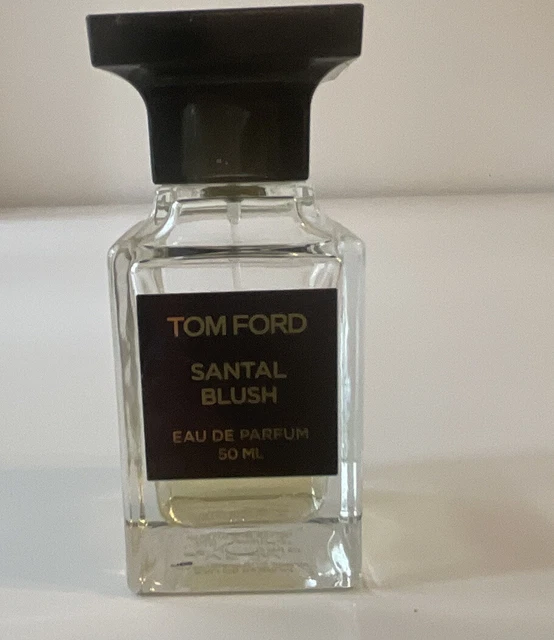 TOM FORD
SANTAL
BLUSH
EAU DE PARFUM
50 ML